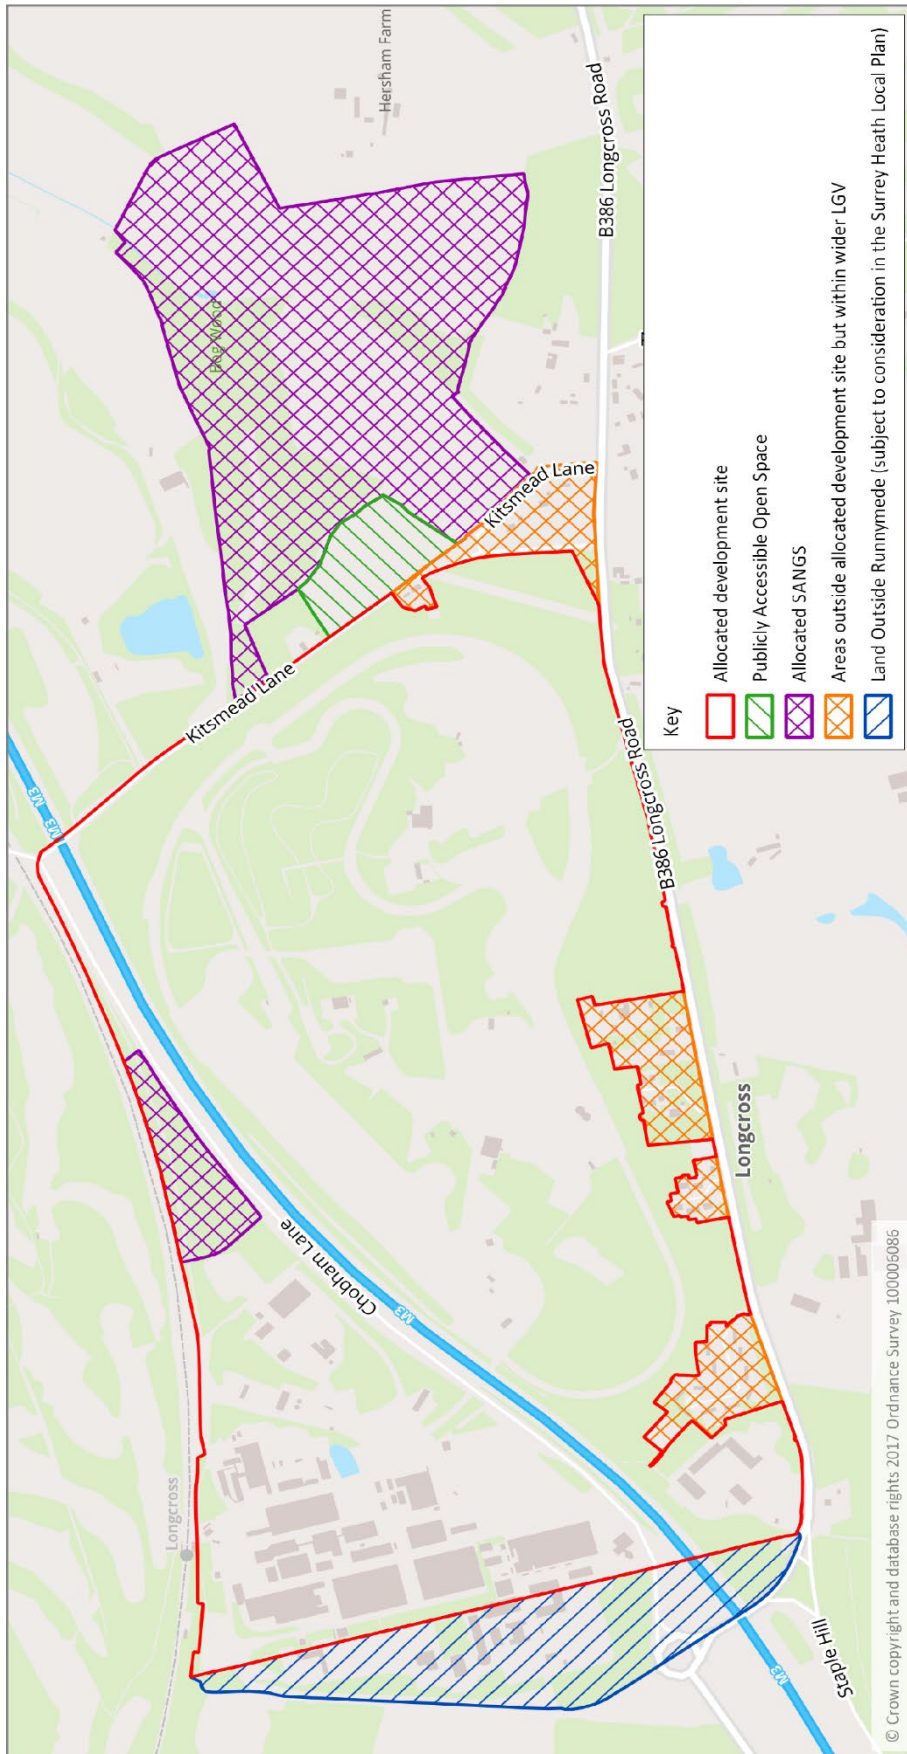 Hersham Farm
B386 Longcross Road
Bog Wood
Kitsmead Lane
Kitsmead Lane
M3
M3
B386 Longcross Road
Chobham Lane
M3
Longcross
Longcross
M3
Staple Hill
Key
Allocated development site
Publicly Accessible Open Space
Allocated SANGS
Areas outside allocated development site but within wider LGV
Land Outside Runnymede (subject to consideration in the Surrey Heath Local Plan)
© Crown copyright and database rights 2017 Ordnance Survey 100006086